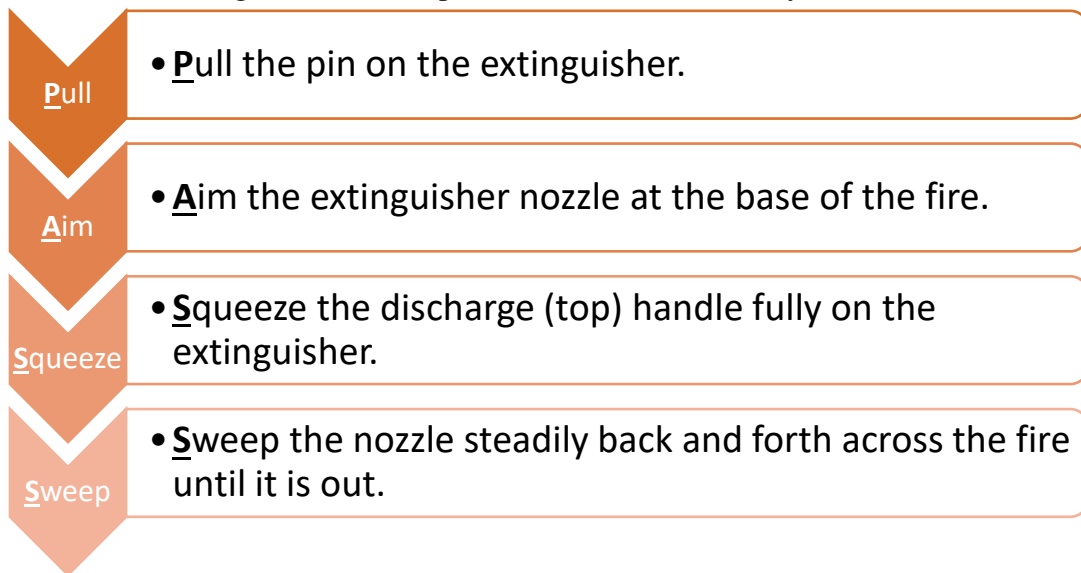 Pull
• Pull the pin on the extinguisher.
Aim
• Aim the extinguisher nozzle at the base of the fire.
Squeeze
• Squeeze the discharge (top) handle fully on the
extinguisher.
Sweep
• Sweep the nozzle steadily back and forth across the fire
until it is out.